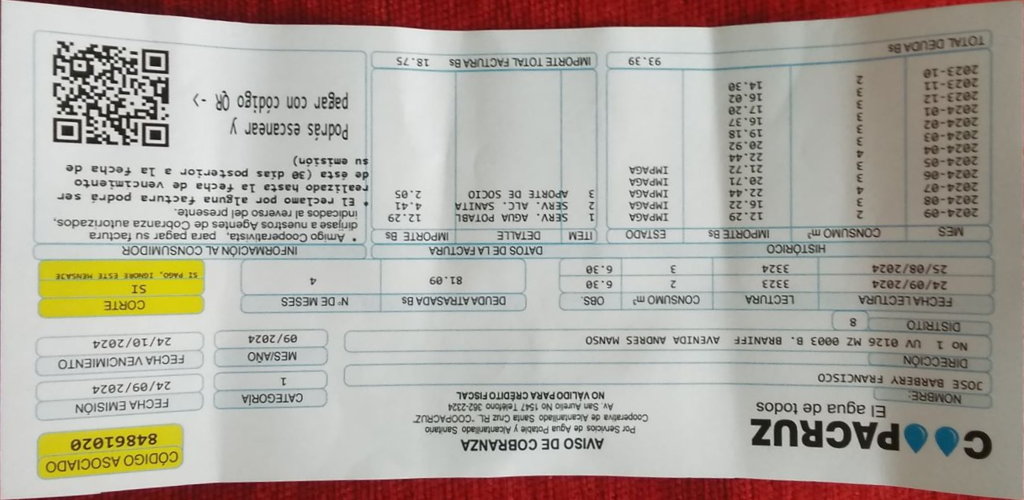 COOPACRUZ
El agua de todos
AVISO DE COBRANZA
Por Servicios de Agua Potable y Alcantarillado Sanitario
Cooperativa de Alcantarillado Santa Cruz RL. "COOPACRUZ"
Av. San Aurelio No 1547 Teléfono 362-2324
NO VÁLIDO PARA CRÉDITO FISCAL
CÓDIGO ASOCIADO
84861020
NOMBRE:
JOSE BARBERY FRANCISCO
CATEGORÍA
1
FECHA EMISIÓN
24/09/2024
DIRECCIÓN
No 1 UV 0126 MZ 0003 B. BRANIFF AVENIDA ANDRES MANSO
MES/AÑO
09/2024
FECHA VENCIMIENTO
24/10/2024
DISTRITO 8
FECHA LECTURA LECTURA CONSUMO m³ OBS.
24/09/2024 3323 2 6.30
25/08/2024 3324 3 6.30
DEUDA ATRASADA Bs Nº DE MESES
81.09 4
CORTE
SI
SI PAGO, IGNORE ESTE MENSAJE
HISTÓRICO
MES CONSUMO m³ IMPORTE Bs ESTADO
2024-09 2 12.29 IMPAGA
2024-08 3 16.22 IMPAGA
2024-07 4 22.44 IMPAGA
2024-06 3 20.71 IMPAGA
2024-05 3 21.72 IMPAGA
2024-04 4 22.44
2024-03 3 20.92
2024-02 3 19.18
2024-01 3 17.37
2023-12 3 17.20
2023-11 3 16.02
2023-10 2 14.30
TOTAL DEUDA Bs 93.39
DATOS DE LA FACTURA
ITEM DETALLE IMPORTE Bs
1 SERV. AGUA POTABL 12.29
2 SERV. ALC. SANITA 4.41
3 APORTE DE SOCIO 2.05
IMPORTE TOTAL FACTURA Bs 18.75
INFORMACIÓN AL CONSUMIDOR
* Amigo Cooperativista, para pagar su factura
dirijase a nuestros Agentes de Cobranza autorizados,
indicados al reverso del presente.
* El reclamo por alguna factura podrá ser
realizado hasta la fecha de vencimiento
de ésta (30 días posterior a la fecha de
su emisión)
Podrás escanear y
pagar con código QR ->